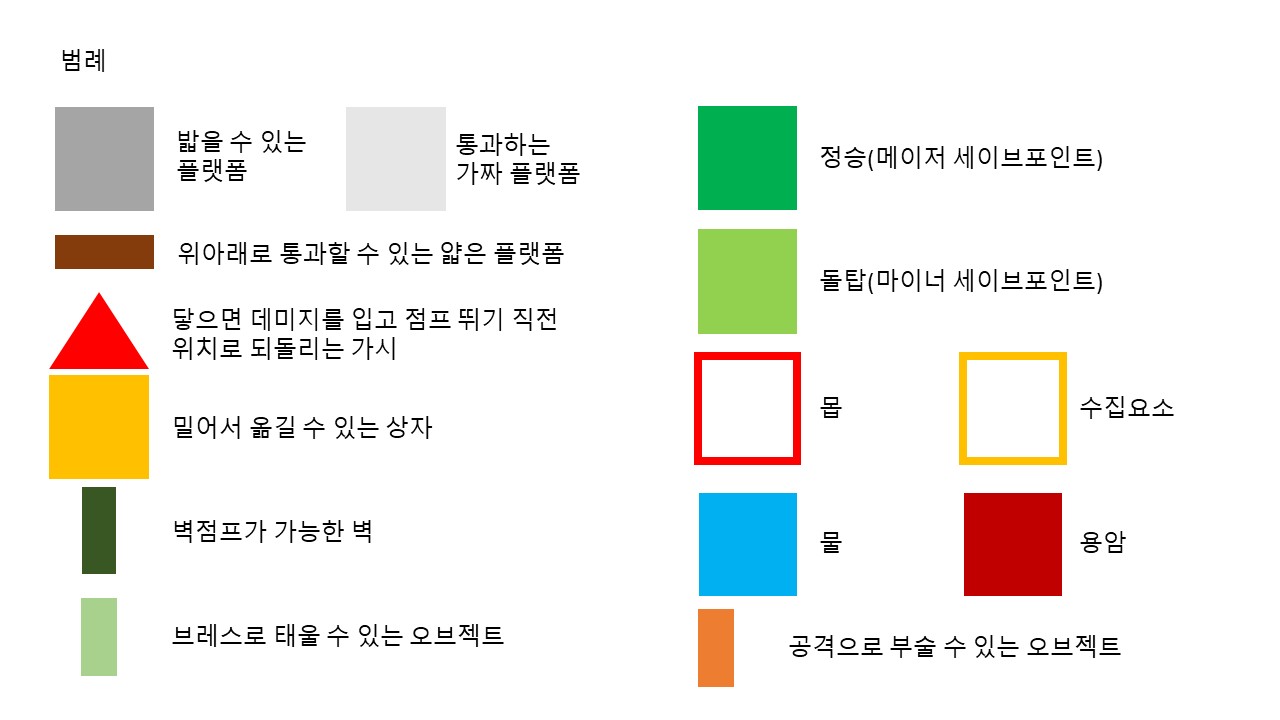 범례
밟을 수 있는
플랫폼
통과하는
가짜 플랫폼
위아래로 통과할 수 있는 얇은 플랫폼
닿으면 데미지를 입고 점프 뛰기 직전
위치로 되돌리는 가시
밀어서 옮길 수 있는 상자
벽점프가 가능한 벽
브레스로 태울 수 있는 오브젝트
정승(메이저 세이브포인트)
돌탑(마이너 세이브포인트)
몹
수집요소
물
용암
공격으로 부술 수 있는 오브젝트